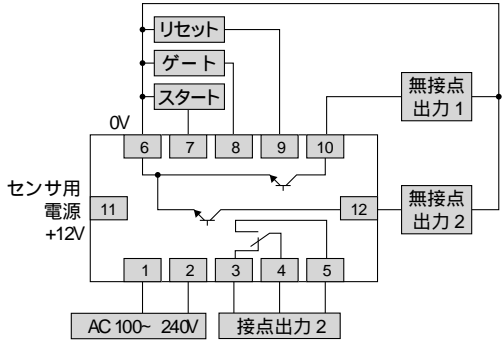 リセット
ゲート
スタート
無接点
出力1
0V
6 7 8 9 10
センサ用
電源
+12V
11
12
無接点
出力2
1 2 3 4 5
AC100~ 240V
接点出力2